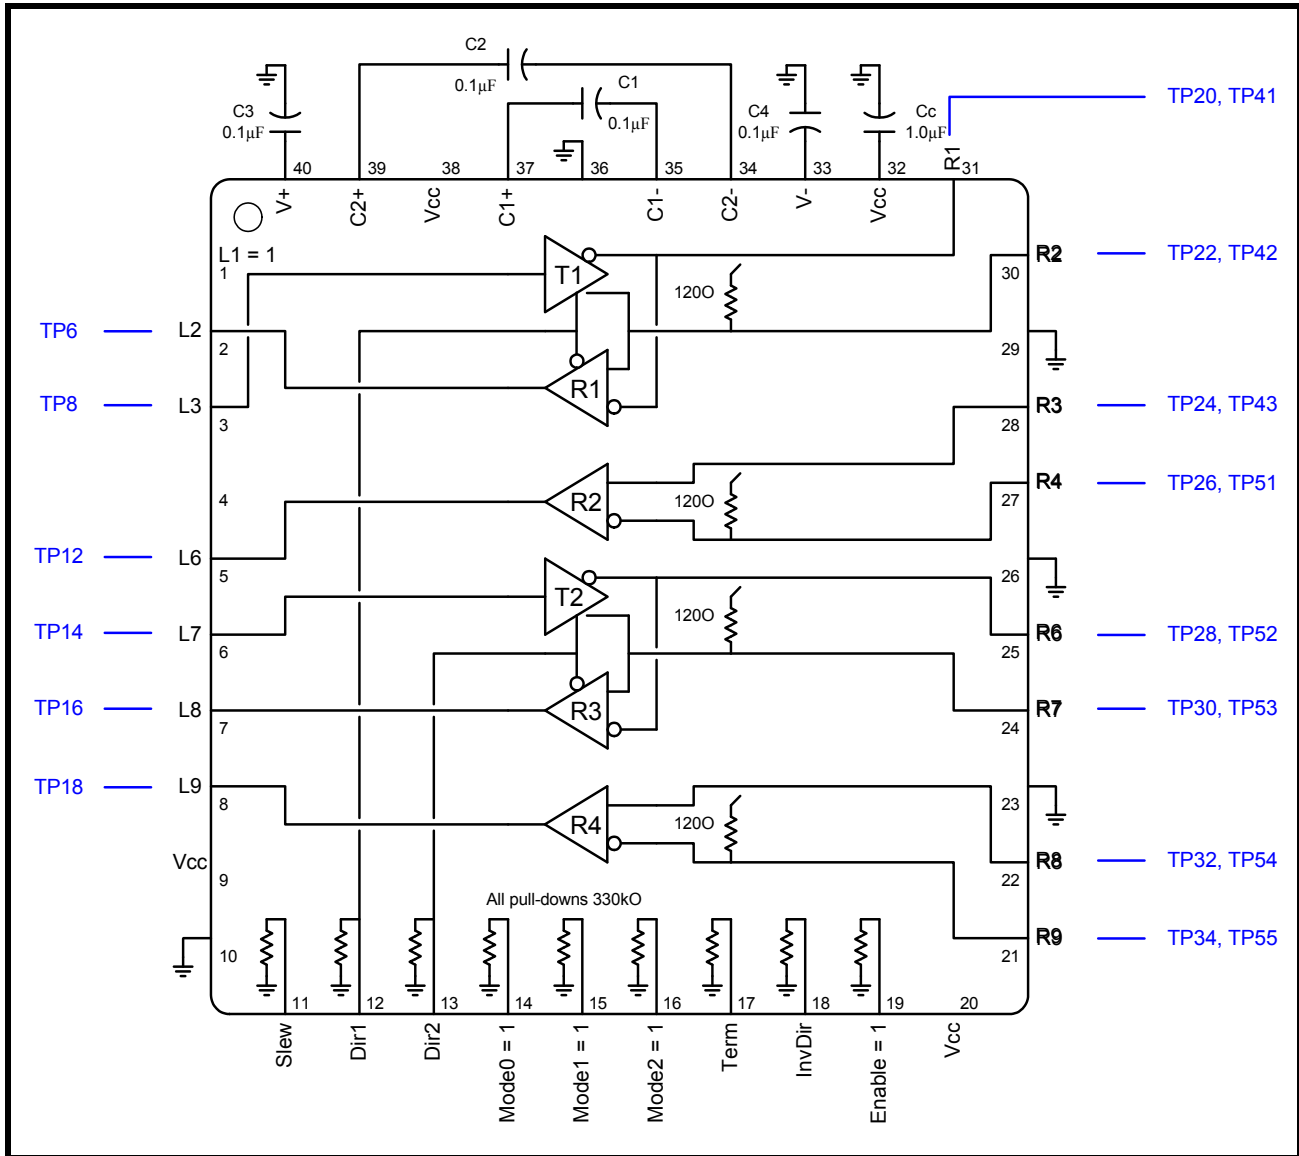 C2
0.1µF
C1
0.1µF
C3
0.1µF
C4
0.1µF
Cc
1.0µF
TP20, TP41
R1
40
39
38
37
36
35
34
33
32
31
V+
C2+
Vcc
C1+
C1-
C2-
V-
Vcc
L1 = 1
1
T1
120O
30
R2
TP22, TP42
TP6
L2
2
29
R1
TP8
L3
3
28
R3
TP24, TP43
4
R2
120O
27
R4
TP26, TP51
TP12
L6
5
26
T2
120O
TP14
L7
6
25
R6
TP28, TP52
TP16
L8
7
R3
24
R7
TP30, TP53
TP18
L9
8
23
R4
120O
Vcc
9
22
R8
TP32, TP54
All pull-downs 330kO
10
21
R9
TP34, TP55
11
12
13
14
15
16
17
18
19
20
Slew
Dir1
Dir2
Mode0 = 1
Mode1 = 1
Mode2 = 1
Term
InvDir
Enable = 1
Vcc